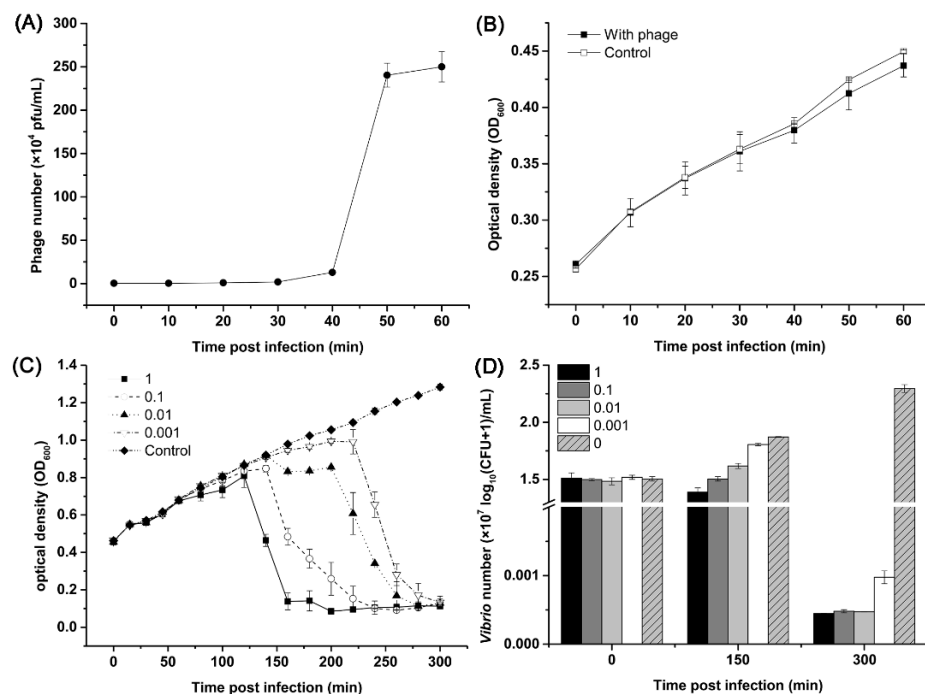 (A)
300
250
200
150
100
50
0
Phage number (×10⁴ pfu/mL)
0 10 20 30 40 50 60
Time post infection (min)
(B)
With phage
Control
0.45
0.40
0.35
0.30
0.25
Optical density (OD₆₀₀)
0 10 20 30 40 50 60
Time post infection (min)
(C)
1
0.1
0.01
0.001
Control
1.4
1.2
1.0
0.8
0.6
0.4
0.2
0.0
optical density (OD₆₀₀)
0 50 100 150 200 250 300
Time post infection (min)
(D)
1
0.1
0.01
0.001
0
2.5
2.0
1.5
0.001
0.000
Vibrio number (×10⁷ log₁₀(CFU+1)/mL)
0 150 300
Time post infection (min)